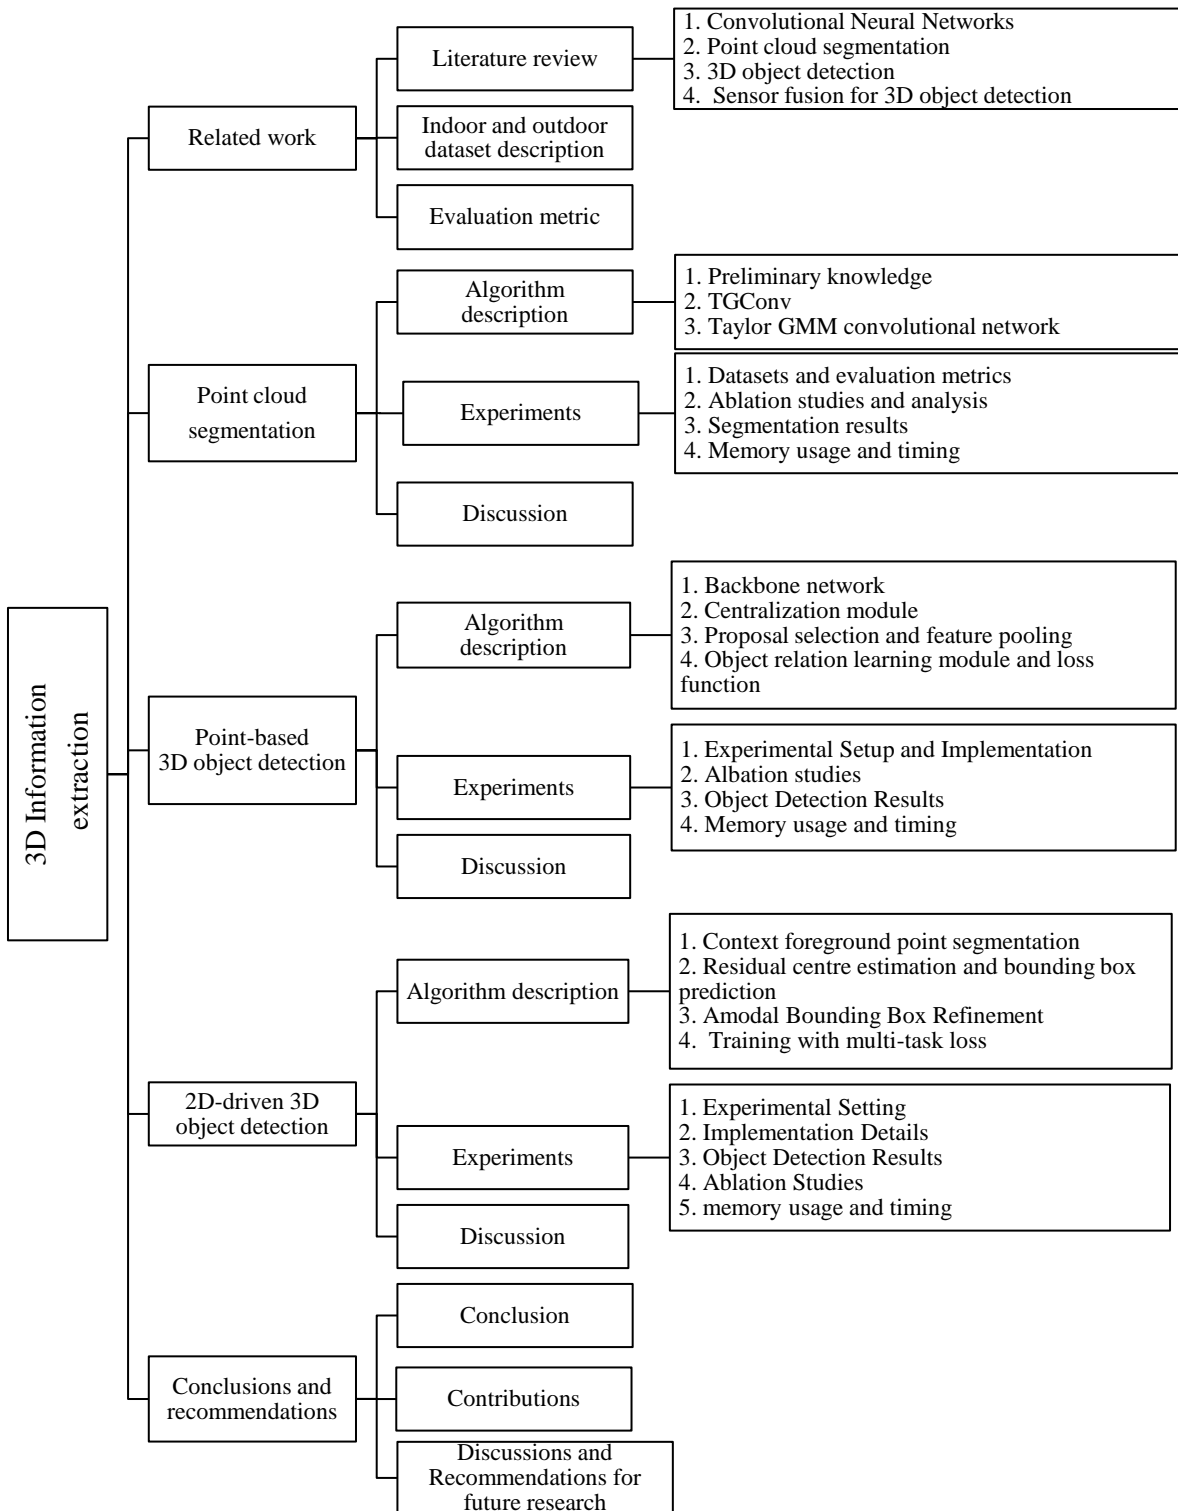 3D Information
extraction
Related work
Literature review
1. Convolutional Neural Networks
2. Point cloud segmentation
3. 3D object detection
4. Sensor fusion for 3D object detection
Indoor and outdoor
dataset description
Evaluation metric
Point cloud
segmentation
Algorithm
description
1. Preliminary knowledge
2. TGConv
3. Taylor GMM convolutional network
Experiments
1. Datasets and evaluation metrics
2. Ablation studies and analysis
3. Segmentation results
4. Memory usage and timing
Discussion
Point-based
3D object detection
Algorithm
description
1. Backbone network
2. Centralization module
3. Proposal selection and feature pooling
4. Object relation learning module and loss
function
Experiments
1. Experimental Setup and Implementation
2. Albation studies
3. Object Detection Results
4. Memory usage and timing
Discussion
2D-driven 3D
object detection
Algorithm description
1. Context foreground point segmentation
2. Residual centre estimation and bounding box
prediction
3. Amodal Bounding Box Refinement
4. Training with multi-task loss
Experiments
1. Experimental Setting
2. Implementation Details
3. Object Detection Results
4. Ablation Studies
5. memory usage and timing
Discussion
Conclusions and
recommendations
Conclusion
Contributions
Discussions and
Recommendations for
future research